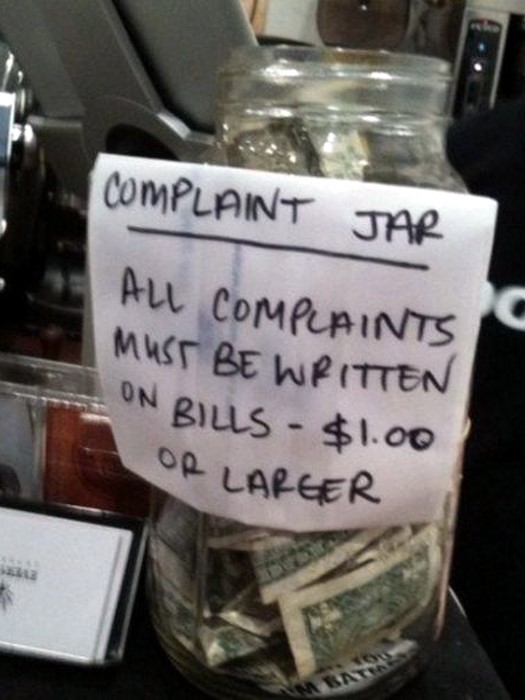 COMPLAINT JAR
ALL COMPLAINTS
MUST BE WRITTEN
ON BILLS - $1.00
OR LARGER